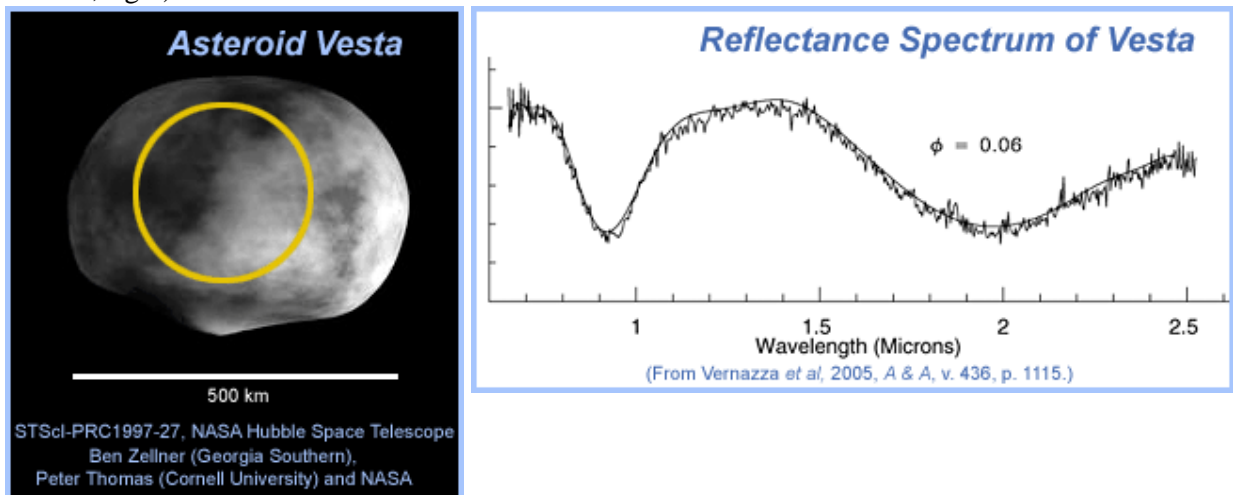 Asteroid Vesta
500 km
STScI-PRC1997-27, NASA Hubble Space Telescope
Ben Zellner (Georgia Southern),
Peter Thomas (Cornell University) and NASA
Reflectance Spectrum of Vesta
ϕ = 0.06
1 1.5 2 2.5
Wavelength (Microns)
(From Vernazza et al, 2005, A & A, v. 436, p. 1115.)